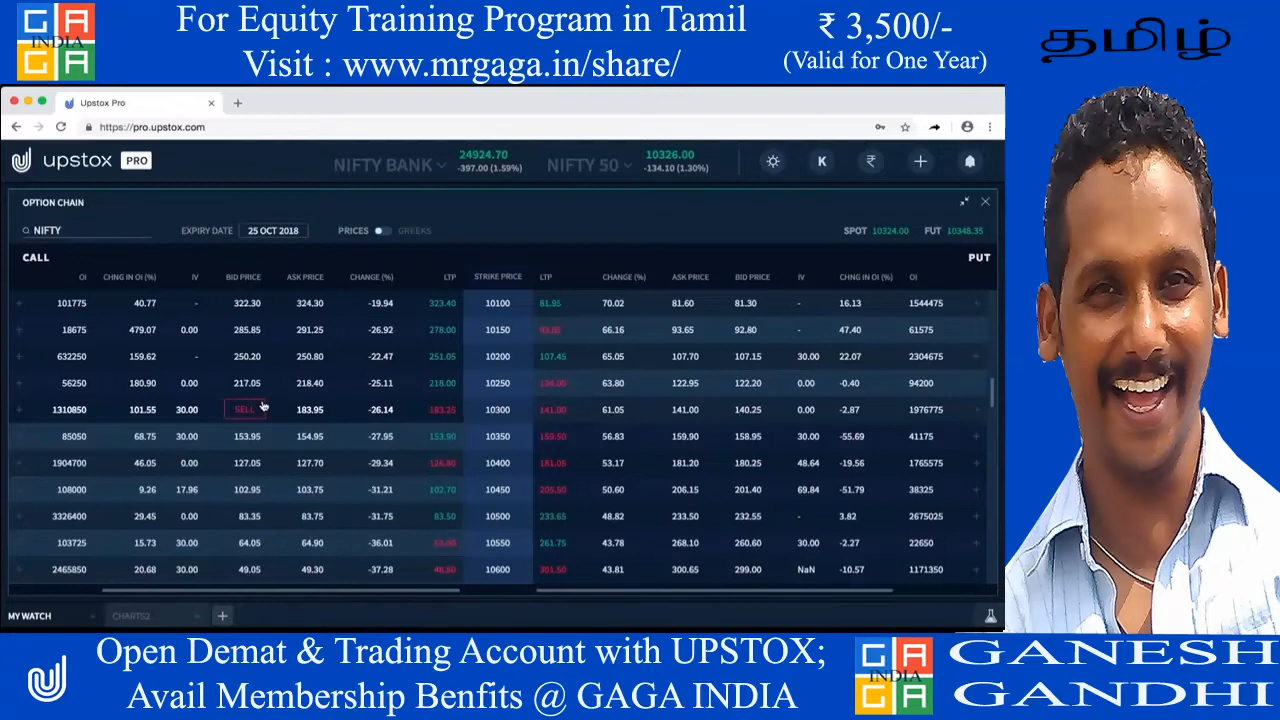 GA
INDIA
GA
For Equity Training Program in Tamil
Visit : www.mrgaga.in/share/
₹ 3,500/-
(Valid for One Year)
தமிழ்
Upstox Pro
https://pro.upstox.com
upstox PRO
NIFTY BANK 24924.70 -397.00 (1.59%) NIFTY 50 10326.00 -134.10 (1.30%) K ₹
OPTION CHAIN
NIFTY EXPIRY DATE 25 OCT 2018 PRICES GREEKS SPOT 10324.00 FUT 10348.35
CALL PUT
OI CHNG IN OI (%) IV BID PRICE ASK PRICE CHANGE (%) LTP STRIKE PRICE LTP CHANGE (%) ASK PRICE BID PRICE IV CHNG IN OI (%) OI
101775 40.77 - 322.30 324.30 -19.94 323.40 10100 81.95 70.02 81.60 81.30 - 16.13 1544475
18675 479.07 0.00 285.85 291.25 -26.92 278.00 10150 93.00 66.16 93.65 92.80 - 47.40 61575
632250 159.62 - 250.20 250.80 -22.47 251.05 10200 107.45 65.05 107.70 107.15 30.00 22.07 2304675
56250 180.90 0.00 217.05 218.40 -25.11 218.00 10250 63.80 122.95 122.20 0.00 -0.40 94200
1310850 101.55 30.00 SELL 183.95 -26.14 183.25 10300 141.00 61.05 141.00 140.25 0.00 -2.87 1976775
85050 68.75 30.00 153.95 154.95 -27.95 153.90 10350 159.50 56.83 159.90 158.95 30.00 -55.69 41175
1904700 46.05 30.00 127.05 127.70 -29.34 126.80 10400 181.05 53.17 181.20 180.25 48.64 -19.56 1765575
108000 9.26 17.96 102.95 103.75 -31.21 102.70 10450 205.50 50.60 206.15 201.40 69.84 -51.79 38325
3326400 29.45 0.00 83.35 83.75 -31.75 83.50 10500 233.65 48.82 233.50 232.55 - 3.82 2675025
103725 15.73 30.00 64.05 64.90 -36.01 10550 261.75 43.78 268.10 260.60 30.00 -2.27 22650
2465850 20.68 30.00 49.05 49.30 -37.28 10600 301.50 43.81 300.65 299.00 NaN -10.57 1171350
MY WATCH CHARTS2
Open Demat & Trading Account with UPSTOX;
Avail Membership Benfits @ GAGA INDIA
GA
INDIA
GA
GANESH
GANDHI